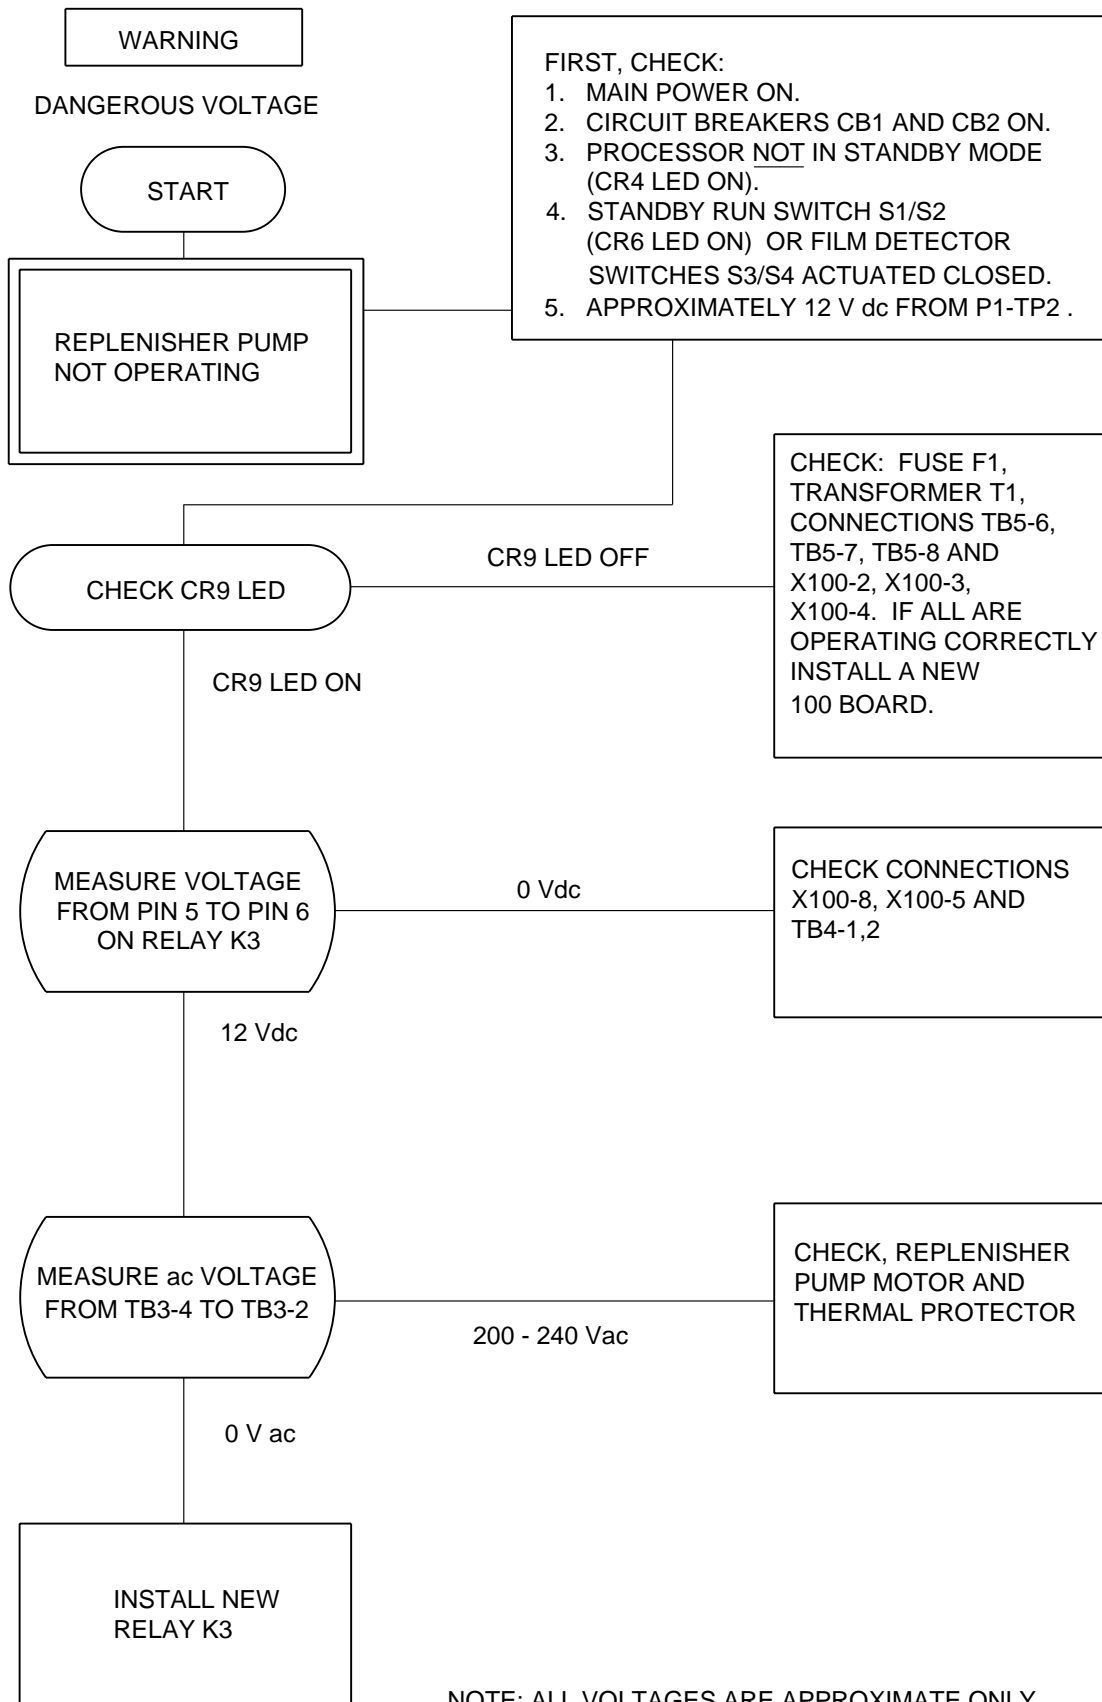 WARNING
DANGEROUS VOLTAGE
START
REPLENISHER PUMP
NOT OPERATING
FIRST, CHECK:
1. MAIN POWER ON.
2. CIRCUIT BREAKERS CB1 AND CB2 ON.
3. PROCESSOR NOT IN STANDBY MODE
(CR4 LED ON).
4. STANDBY RUN SWITCH S1/S2
(CR6 LED ON) OR FILM DETECTOR
SWITCHES S3/S4 ACTUATED CLOSED.
5. APPROXIMATELY 12 V dc FROM P1-TP2 .
CHECK CR9 LED
CR9 LED OFF
CHECK: FUSE F1,
TRANSFORMER T1,
CONNECTIONS TB5-6,
TB5-7, TB5-8 AND
X100-2, X100-3,
X100-4. IF ALL ARE
OPERATING CORRECTLY
INSTALL A NEW
100 BOARD.
CR9 LED ON
MEASURE VOLTAGE
FROM PIN 5 TO PIN 6
ON RELAY K3
0 Vdc
CHECK CONNECTIONS
X100-8, X100-5 AND
TB4-1,2
12 Vdc
MEASURE ac VOLTAGE
FROM TB3-4 TO TB3-2
200 - 240 Vac
CHECK, REPLENISHER
PUMP MOTOR AND
THERMAL PROTECTOR
0 V ac
INSTALL NEW
RELAY K3
NOTE: ALL VOLTAGES ARE APPROXIMATE ONLY